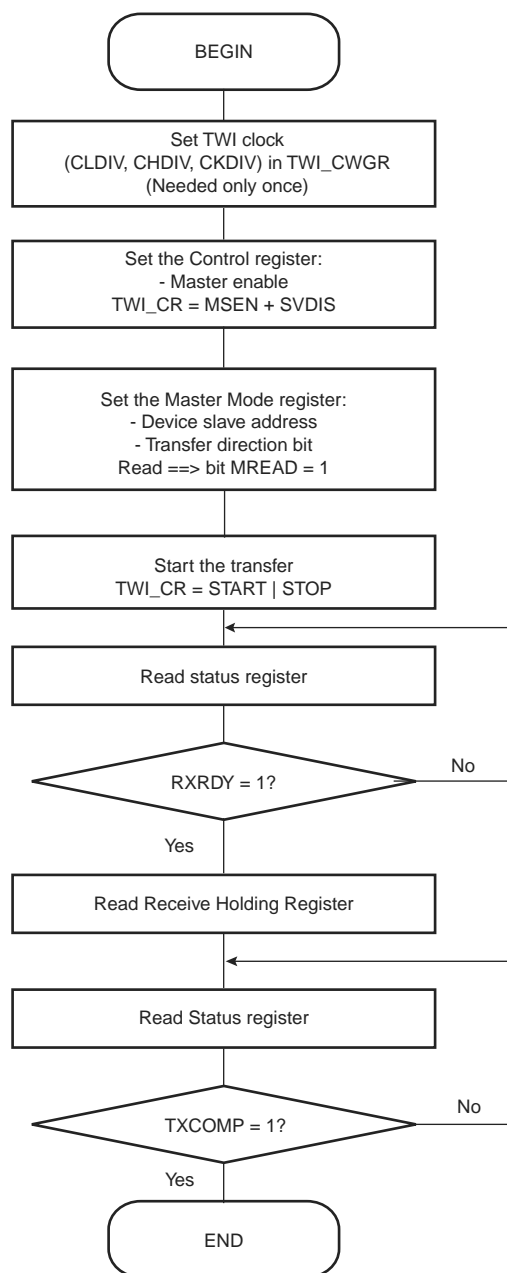 BEGIN
Set TWI clock
(CLDIV, CHDIV, CKDIV) in TWI_CWGR
(Needed only once)
Set the Control register:
- Master enable
TWI_CR = MSEN + SVDIS
Set the Master Mode register:
- Device slave address
- Transfer direction bit
Read ==> bit MREAD = 1
Start the transfer
TWI_CR = START | STOP
Read status register
RXRDY = 1?
No
Yes
Read Receive Holding Register
Read Status register
TXCOMP = 1?
No
Yes
END